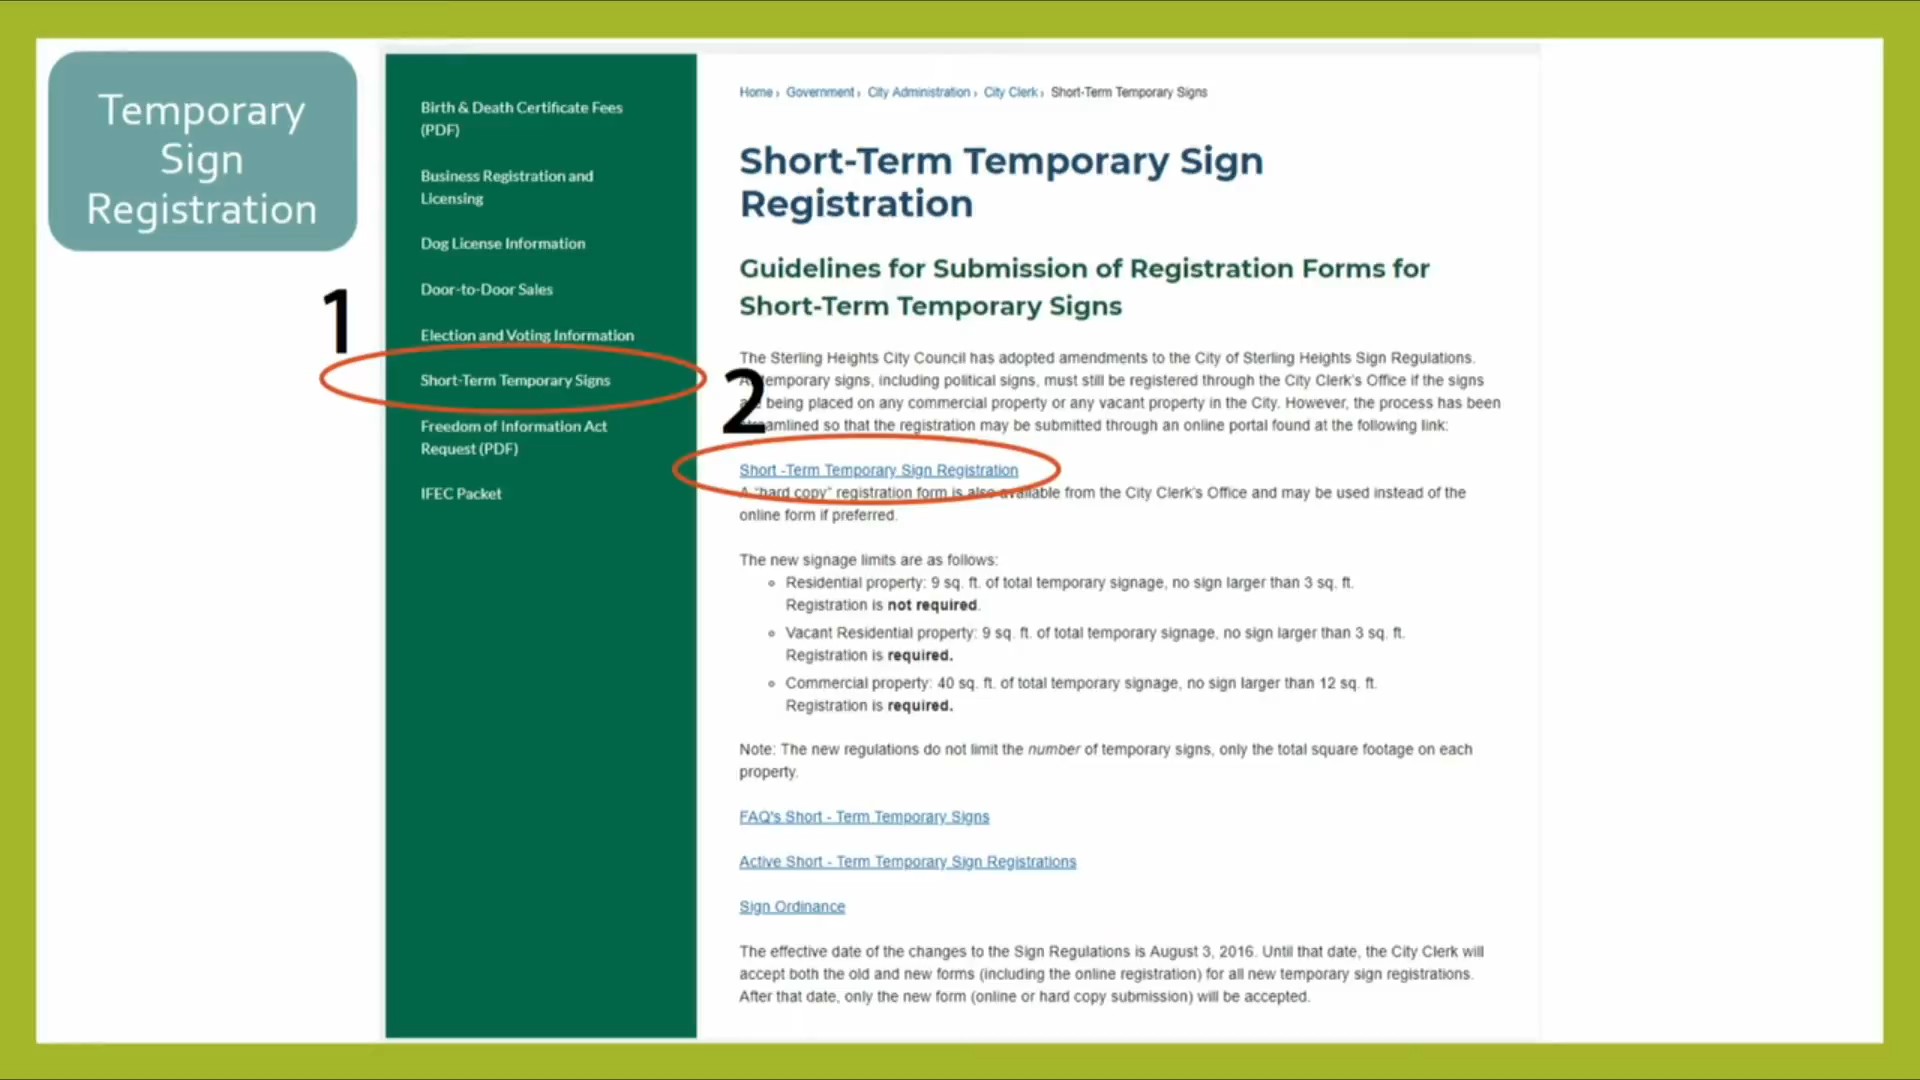 Temporary
Sign
Registration
1
Birth & Death Certificate Fees
(PDF)
Business Registration and
Licensing
Dog License Information
Door-to-Door Sales
Election and Voting Information
Short-Term Temporary Signs
Freedom of Information Act
Request (PDF)
IFEC Packet
Home › Government › City Administration › City Clerk › Short-Term Temporary Signs
Short-Term Temporary Sign
Registration
Guidelines for Submission of Registration Forms for
Short-Term Temporary Signs
The Sterling Heights City Council has adopted amendments to the City of Sterling Heights Sign Regulations.
temporary signs, including political signs, must still be registered through the City Clerk's Office if the signs
2
being placed on any commercial property or any vacant property in the City. However, the process has been
streamlined so that the registration may be submitted through an online portal found at the following link:
Short -Term Temporary Sign Registration
A "hard copy" registration form is also available from the City Clerk's Office and may be used instead of the
online form if preferred.
The new signage limits are as follows:
Residential property: 9 sq. ft. of total temporary signage, no sign larger than 3 sq. ft.
Registration is not required.
Vacant Residential property: 9 sq. ft. of total temporary signage, no sign larger than 3 sq. ft.
Registration is required.
Commercial property: 40 sq. ft. of total temporary signage, no sign larger than 12 sq. ft.
Registration is required.
Note: The new regulations do not limit the number of temporary signs, only the total square footage on each
property.
FAQ's Short - Term Temporary Signs
Active Short - Term Temporary Sign Registrations
Sign Ordinance
The effective date of the changes to the Sign Regulations is August 3, 2016. Until that date, the City Clerk will
accept both the old and new forms (including the online registration) for all new temporary sign registrations.
After that date, only the new form (online or hard copy submission) will be accepted.